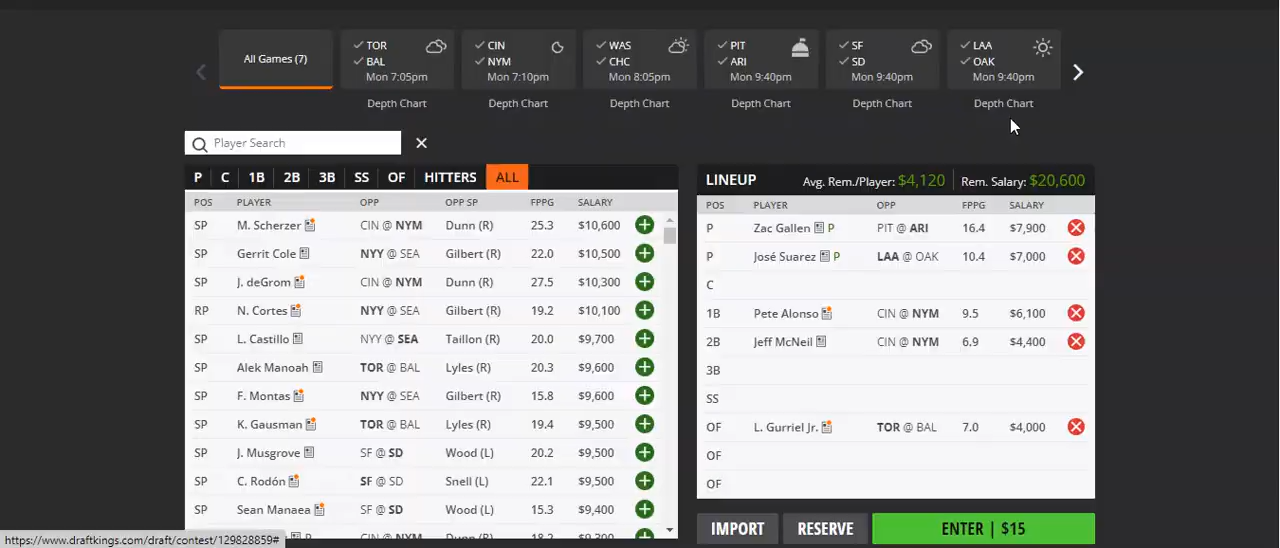 All Games (7)
TOR
BAL
Mon 7:05pm
Depth Chart
CIN
NYM
Mon 7:10pm
Depth Chart
WAS
CHC
Mon 8:05pm
Depth Chart
PIT
ARI
Mon 9:40pm
Depth Chart
SF
SD
Mon 9:40pm
Depth Chart
LAA
OAK
Mon 9:40pm
Depth Chart
Player Search
P C 1B 2B 3B SS OF HITTERS ALL
POS PLAYER OPP OPP SP FPPG SALARY
SP M. Scherzer CIN @ NYM Dunn (R) 25.3 $10,600
SP Gerrit Cole NYY @ SEA Gilbert (R) 22.0 $10,500
SP J. deGrom CIN @ NYM Dunn (R) 27.5 $10,300
RP N. Cortes NYY @ SEA Gilbert (R) 19.2 $10,100
SP L. Castillo NYY @ SEA Taillon (R) 20.0 $9,700
SP Alek Manoah TOR @ BAL Lyles (R) 20.3 $9,600
SP F. Montas NYY @ SEA Gilbert (R) 15.8 $9,600
SP K. Gausman TOR @ BAL Lyles (R) 19.4 $9,500
SP J. Musgrove SF @ SD Wood (L) 20.2 $9,500
SP C. Rodón SF @ SD Snell (L) 22.1 $9,500
SP Sean Manaea SF @ SD Wood (L) 15.3 $9,400
LINEUP Avg. Rem./Player: $4,120 Rem. Salary: $20,600
POS PLAYER OPP FPPG SALARY
P Zac Gallen P PIT @ ARI 16.4 $7,900
P José Suarez P LAA @ OAK 10.4 $7,000
C
1B Pete Alonso CIN @ NYM 9.5 $6,100
2B Jeff McNeil CIN @ NYM 6.9 $4,400
3B
SS
OF L. Gurriel Jr. TOR @ BAL 7.0 $4,000
OF
OF
IMPORT RESERVE ENTER | $15
https://www.draftkings.com/draft/contest/129828859#